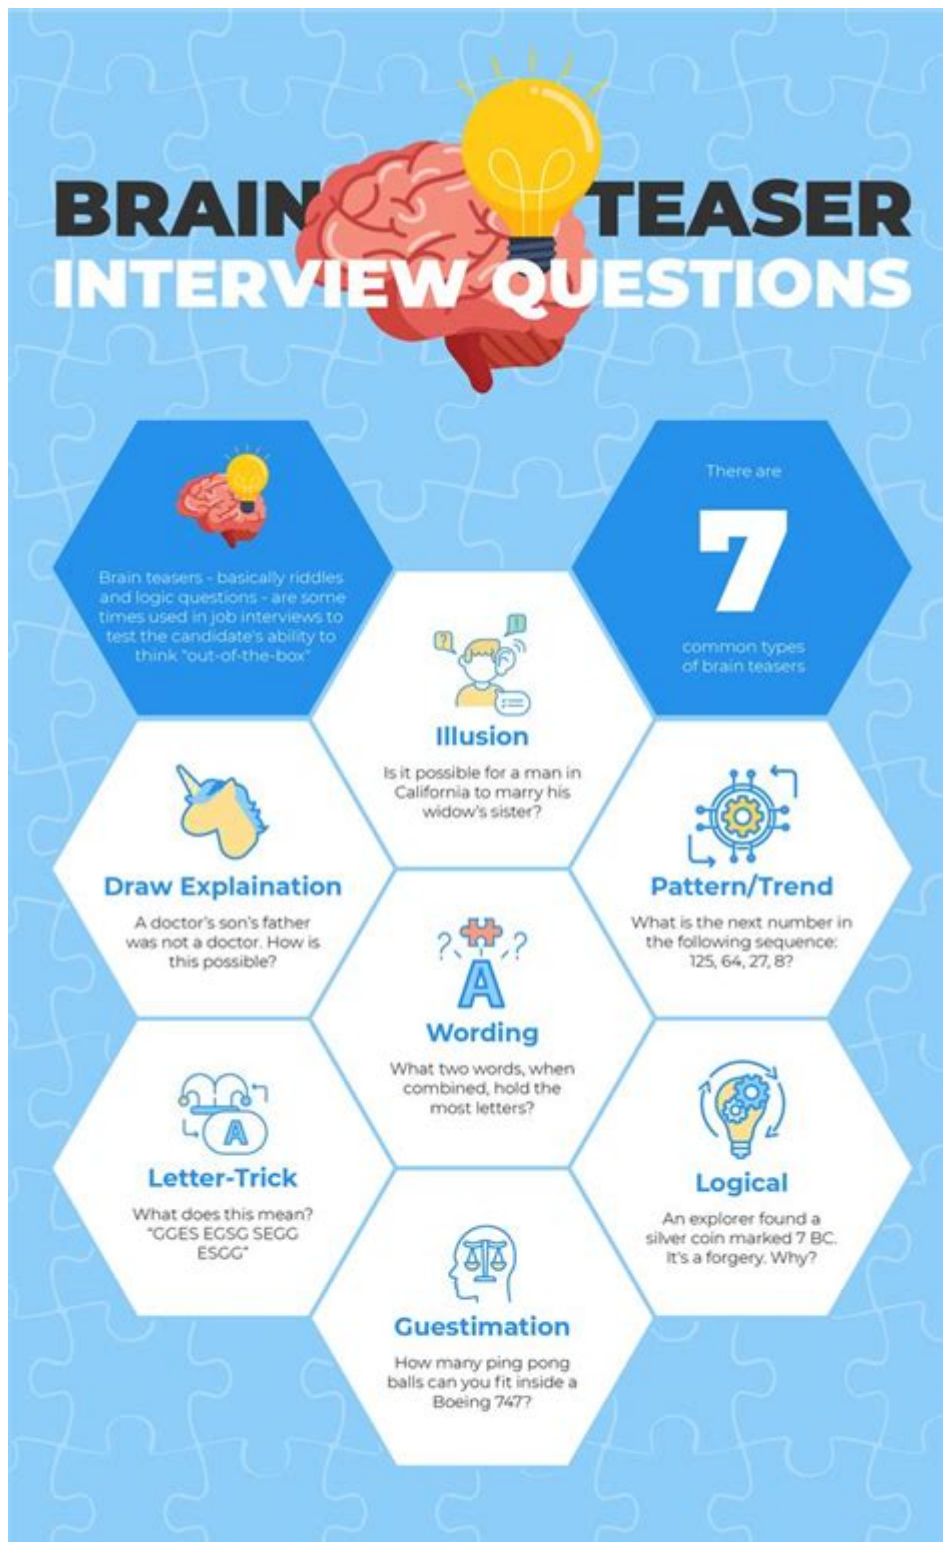 BRAIN TEASER
INTERVIEW QUESTIONS
Brain teasers - basically riddles
and logic questions - are some
times used in job interviews to
test the candidate's ability to
think "out-of-the-box"
There are
7
common types
of brain teasers
Illusion
Is it possible for a man in
California to marry his
widow's sister?
Draw Explaination
A doctor's son's father
was not a doctor. How is
this possible?
Pattern/Trend
What is the next number in
the following sequence:
125, 64, 27, 8?
Wording
What two words, when
combined, hold the
most letters?
Letter-Trick
What does this mean?
"GGES EGSG SEGG
ESGG"
Logical
An explorer found a
silver coin marked 7 BC.
It's a forgery. Why?
Guestimation
How many ping pong
balls can you fit inside a
Boeing 747?